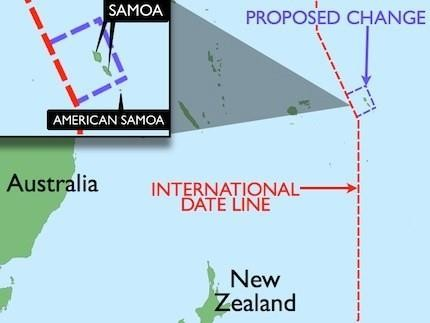 SAMOA
PROPOSED CHANGE
AMERICAN SAMOA
Australia
INTERNATIONAL
DATE LINE
New
Zealand